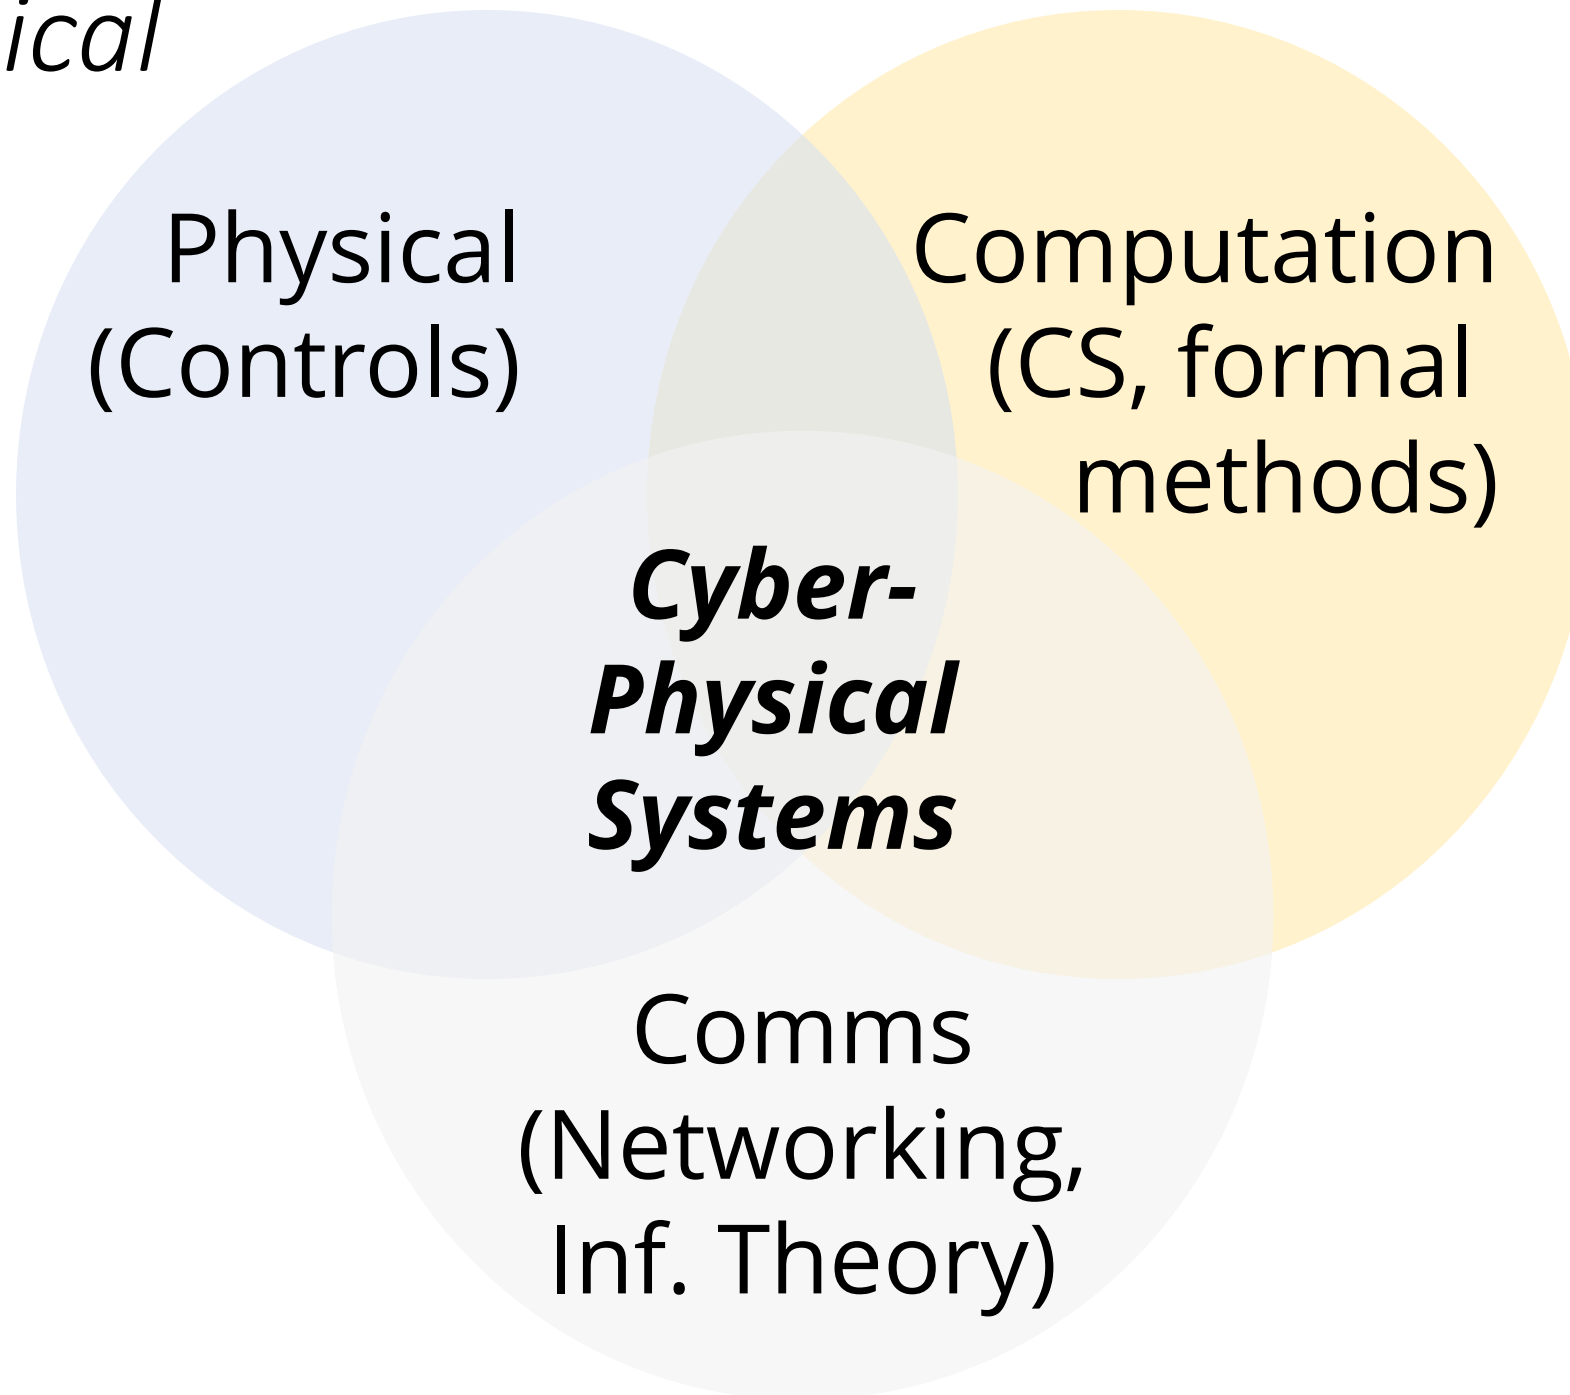 ical
Physical
(Controls)
Computation
(CS, formal
methods)
Cyber-
Physical
Systems
Comms
(Networking,
Inf. Theory)